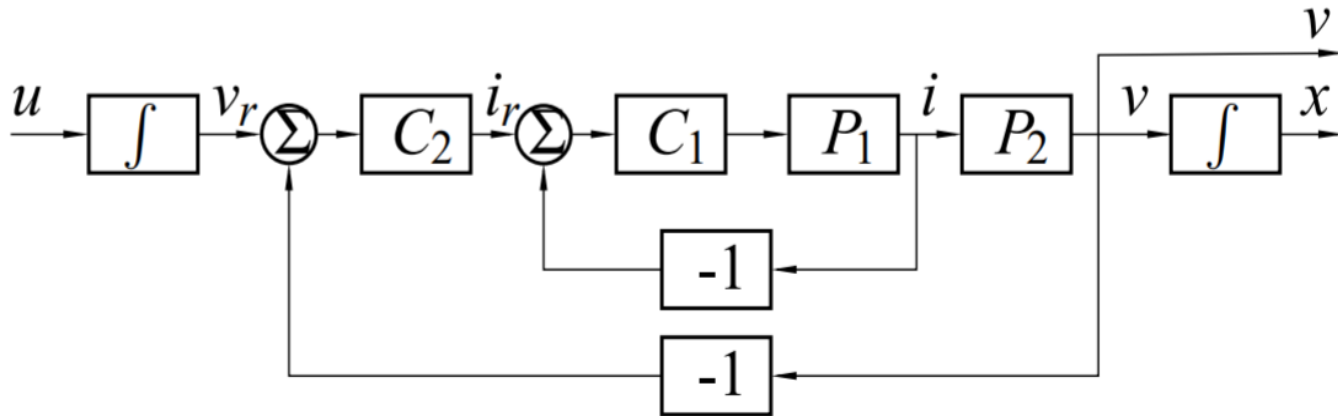 v
u ∫ v_r Σ C_2 i_r Σ C_1 P_1 i P_2 v ∫ x
-1
-1